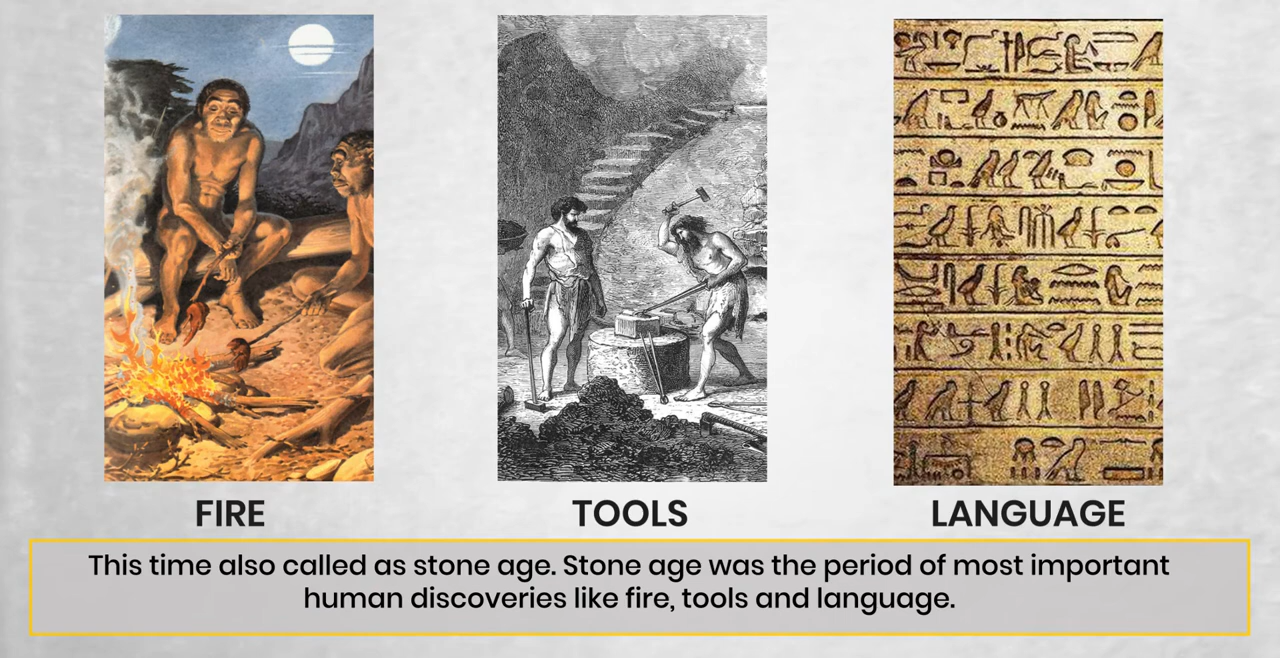 FIRE
TOOLS
LANGUAGE
This time also called as stone age. Stone age was the period of most important
human discoveries like fire, tools and language.